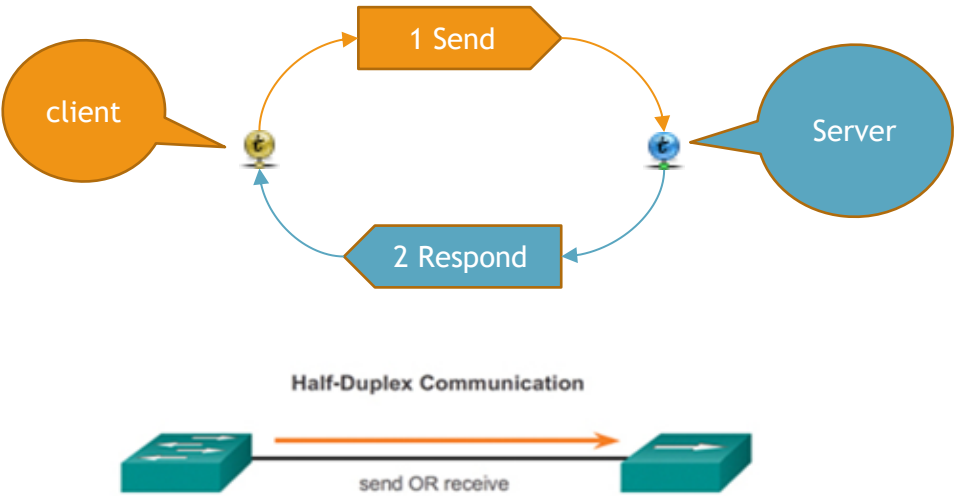 1 Send
client
Server
2 Respond
Half-Duplex Communication
send OR receive